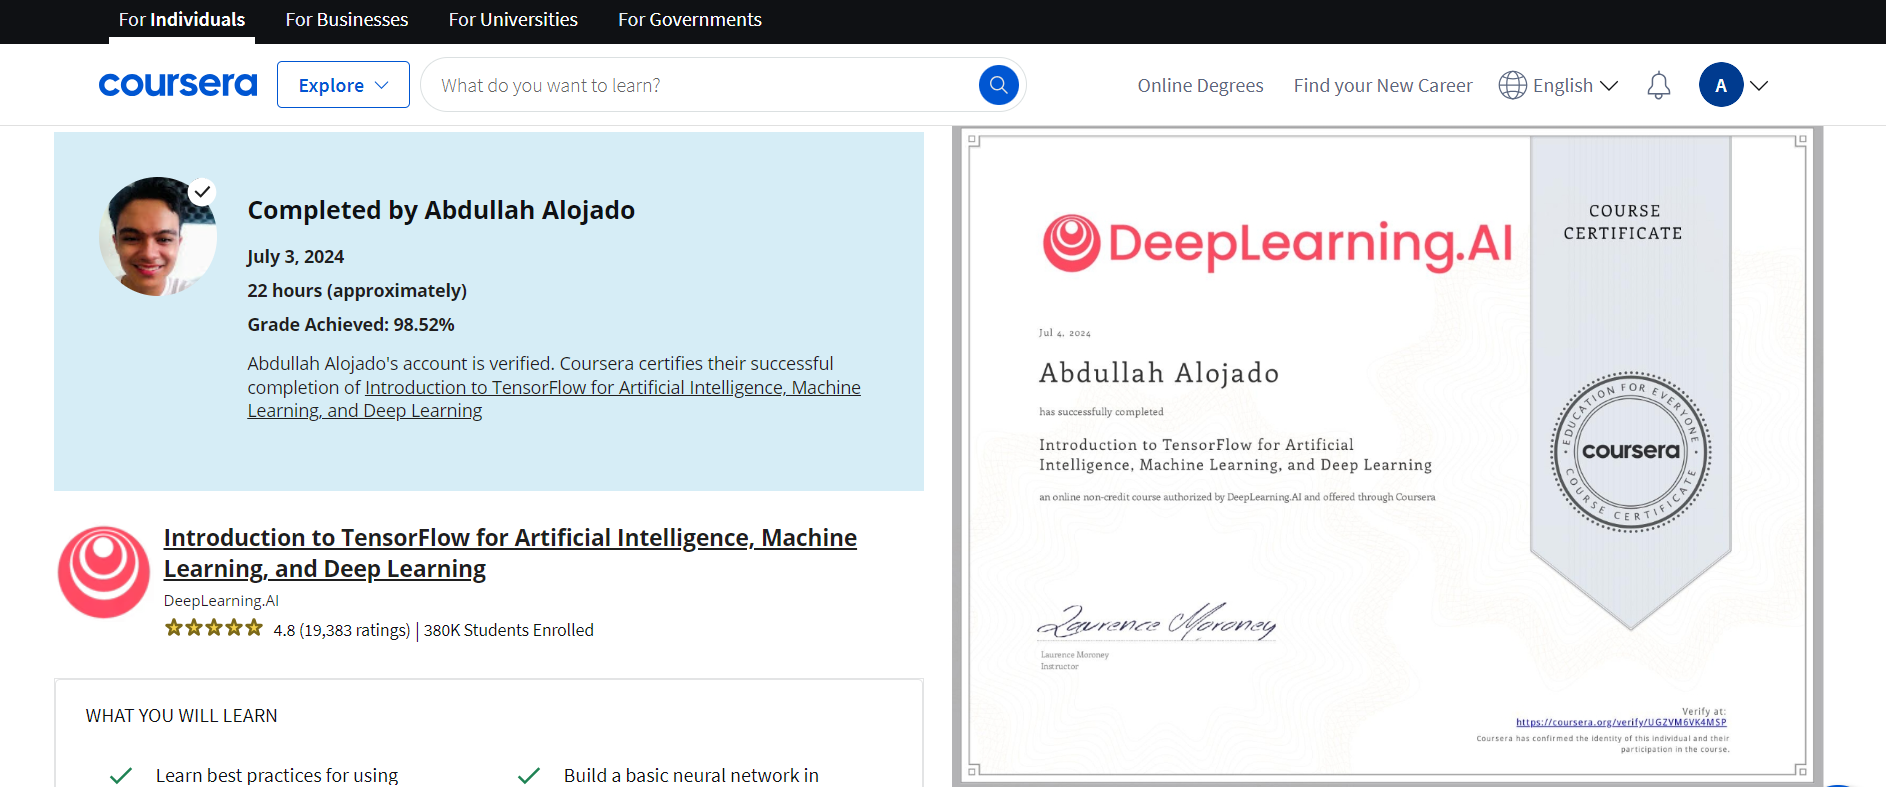 For Individuals
For Businesses
For Universities
For Governments
coursera
Explore
What do you want to learn?
Online Degrees
Find your New Career
English
A
Completed by Abdullah Alojado
July 3, 2024
22 hours (approximately)
Grade Achieved: 98.52%
Abdullah Alojado's account is verified. Coursera certifies their successful
completion of Introduction to TensorFlow for Artificial Intelligence, Machine
Learning, and Deep Learning
Introduction to TensorFlow for Artificial Intelligence, Machine
Learning, and Deep Learning
DeepLearning.AI
4.8 (19,383 ratings) | 380K Students Enrolled
WHAT YOU WILL LEARN
Learn best practices for using
Build a basic neural network in
DeepLearning.AI
Jul 4, 2024
Abdullah Alojado
has successfully completed
Introduction to TensorFlow for Artificial
Intelligence, Machine Learning, and Deep Learning
an online non-credit course authorized by DeepLearning.AI and offered through Coursera
Laurence Moroney
Laurence Moroney
Instructor
COURSE
CERTIFICATE
EDUCATION FOR EVERYONE
coursera
COURSE CERTIFICATE
Verify at:
https://coursera.org/verify/UGZVM6VK4MSP
Coursera has confirmed the identity of this individual and their
participation in the course.